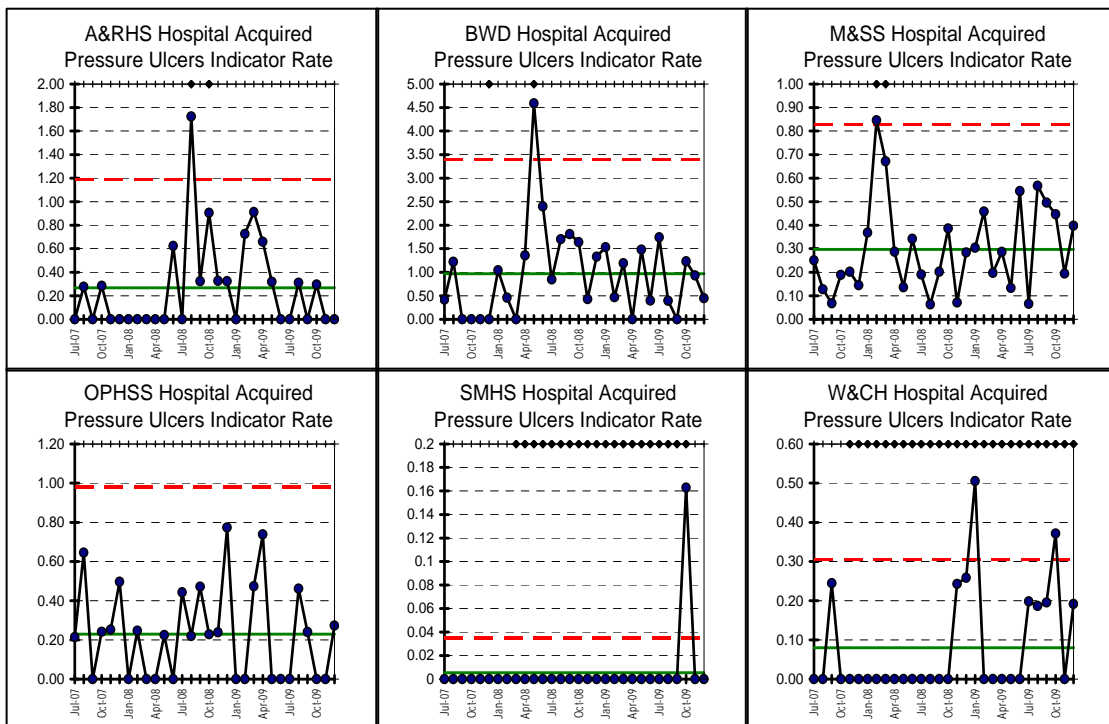 A&RHS Hospital Acquired
Pressure Ulcers Indicator Rate
2.00
1.80
1.60
1.40
1.20
1.00
0.80
0.60
0.40
0.20
0.00
Jul-07
Oct-07
Jan-08
Apr-08
Jul-08
Oct-08
Jan-09
Apr-09
Jul-09
Oct-09
BWD Hospital Acquired
Pressure Ulcers Indicator Rate
5.00
4.50
4.00
3.50
3.00
2.50
2.00
1.50
1.00
0.50
0.00
Jul-07
Oct-07
Jan-08
Apr-08
Jul-08
Oct-08
Jan-09
Apr-09
Jul-09
Oct-09
M&SS Hospital Acquired
Pressure Ulcers Indicator Rate
1.00
0.90
0.80
0.70
0.60
0.50
0.40
0.30
0.20
0.10
0.00
Jul-07
Oct-07
Jan-08
Apr-08
Jul-08
Oct-08
Jan-09
Apr-09
Jul-09
Oct-09
OPHSS Hospital Acquired
Pressure Ulcers Indicator Rate
1.20
1.00
0.80
0.60
0.40
0.20
0.00
Jul-07
Oct-07
Jan-08
Apr-08
Jul-08
Oct-08
Jan-09
Apr-09
Jul-09
Oct-09
SMHS Hospital Acquired
Pressure Ulcers Indicator Rate
0.2
0.18
0.16
0.14
0.12
0.1
0.08
0.06
0.04
0.02
0
Jul-07
Oct-07
Jan-08
Apr-08
Jul-08
Oct-08
Jan-09
Apr-09
Jul-09
Oct-09
W&CH Hospital Acquired
Pressure Ulcers Indicator Rate
0.60
0.50
0.40
0.30
0.20
0.10
0.00
Jul-07
Oct-07
Jan-08
Apr-08
Jul-08
Oct-08
Jan-09
Apr-09
Jul-09
Oct-09